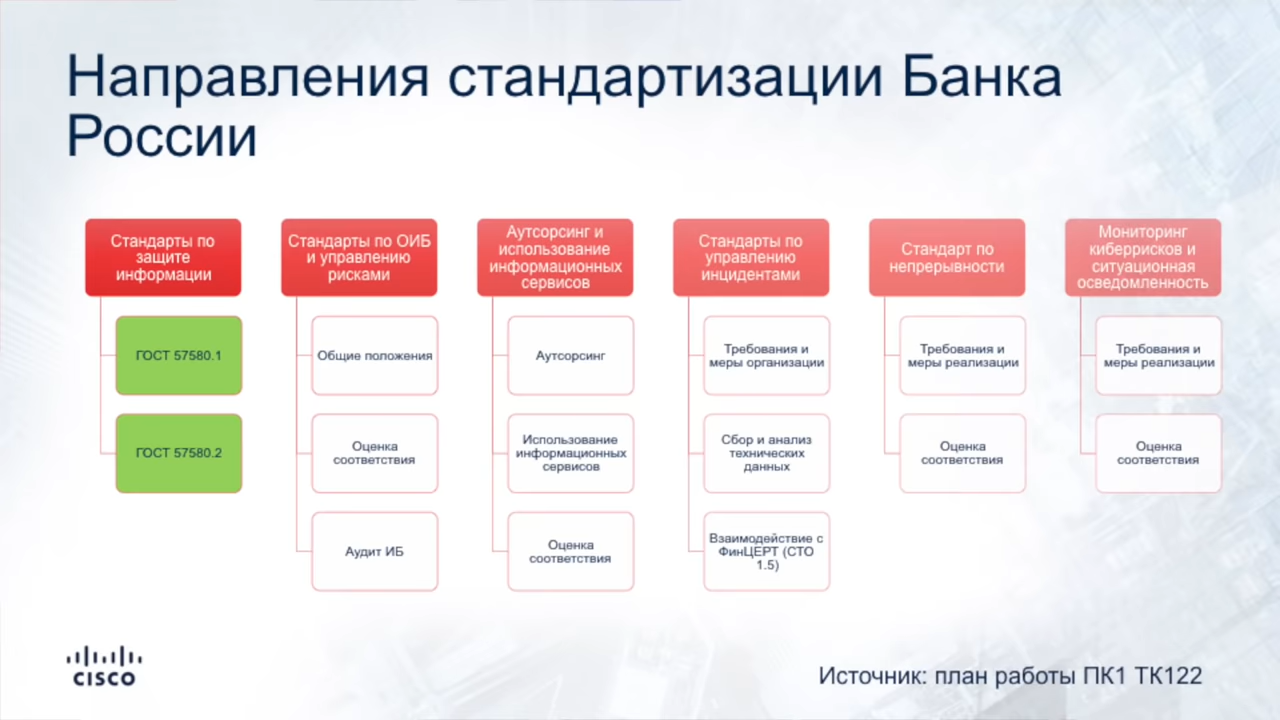 Направления стандартизации Банка
России
Стандарты по
защите
информации
ГОСТ 57580.1
ГОСТ 57580.2
Стандарты по ОИБ
и управлению
рисками
Общие положения
Оценка
соответствия
Аудит ИБ
Аутсорсинг и
использование
информационных
сервисов
Аутсорсинг
Использование
информационных
сервисов
Оценка
соответствия
Стандарты по
управлению
инцидентами
Требования и
меры организации
Сбор и анализ
технических
данных
Взаимодействие с
ФинЦЕРТ (СТО
1.5)
Стандарт по
непрерывности
Требования и
меры реализации
Оценка
соответствия
Мониторинг
киберрисков и
ситуационная
осведомленность
Требования и
меры реализации
Оценка
соответствия
CISCO
Источник: план работы ПК1 ТК122